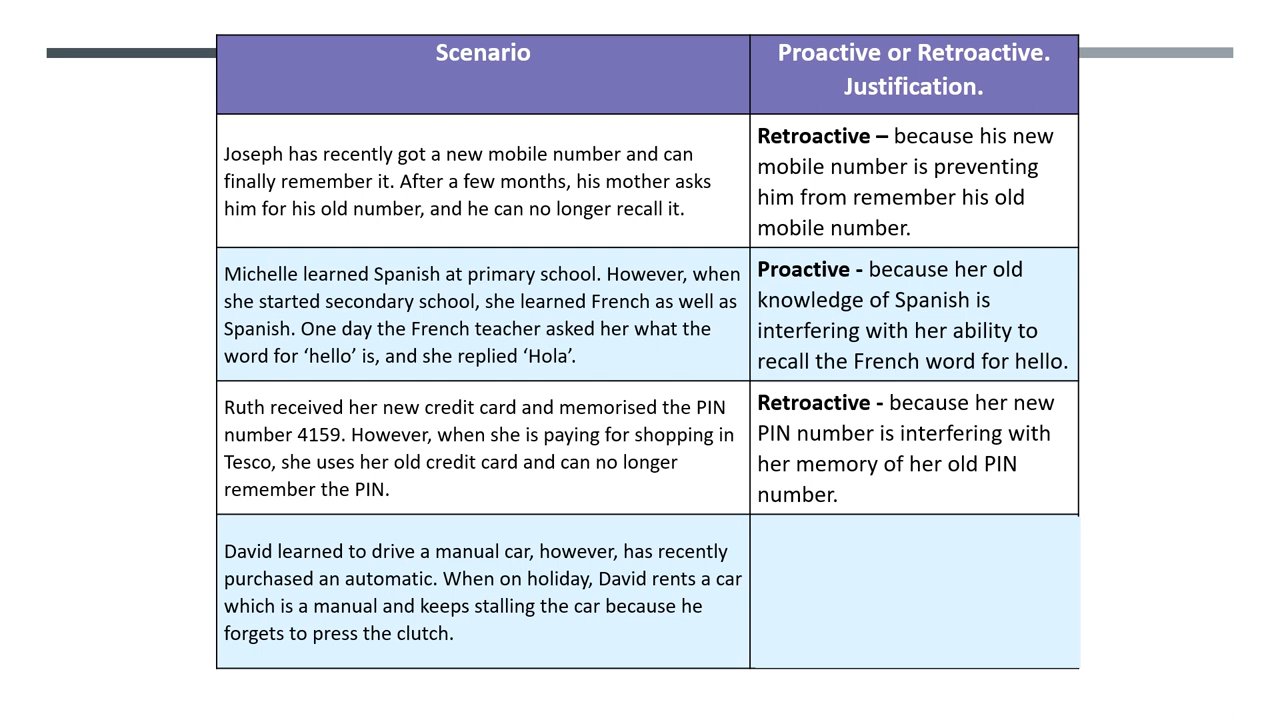 Scenario
Proactive or Retroactive.
Justification.
Joseph has recently got a new mobile number and can
finally remember it. After a few months, his mother asks
him for his old number, and he can no longer recall it.
Retroactive – because his new
mobile number is preventing
him from remember his old
mobile number.
Michelle learned Spanish at primary school. However, when
she started secondary school, she learned French as well as
Spanish. One day the French teacher asked her what the
word for ‘hello’ is, and she replied ‘Hola’.
Proactive - because her old
knowledge of Spanish is
interfering with her ability to
recall the French word for hello.
Ruth received her new credit card and memorised the PIN
number 4159. However, when she is paying for shopping in
Tesco, she uses her old credit card and can no longer
remember the PIN.
Retroactive - because her new
PIN number is interfering with
her memory of her old PIN
number.
David learned to drive a manual car, however, has recently
purchased an automatic. When on holiday, David rents a car
which is a manual and keeps stalling the car because he
forgets to press the clutch.